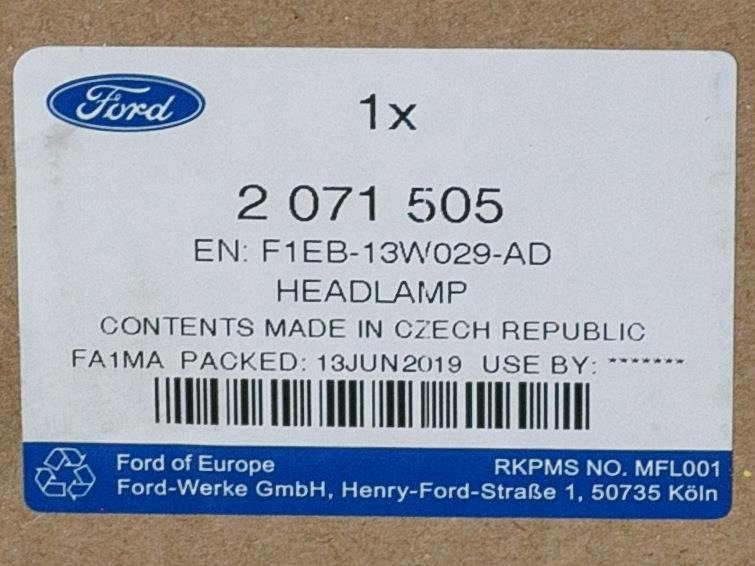 Ford
1x
2 071 505
EN: F1EB-13W029-AD
HEADLAMP
CONTENTS MADE IN CZECH REPUBLIC
FA1MA PACKED: 13JUN2019 USE BY: *******
Ford of Europe RKPMS NO. MFL001
Ford-Werke GmbH, Henry-Ford-Straße 1, 50735 Köln